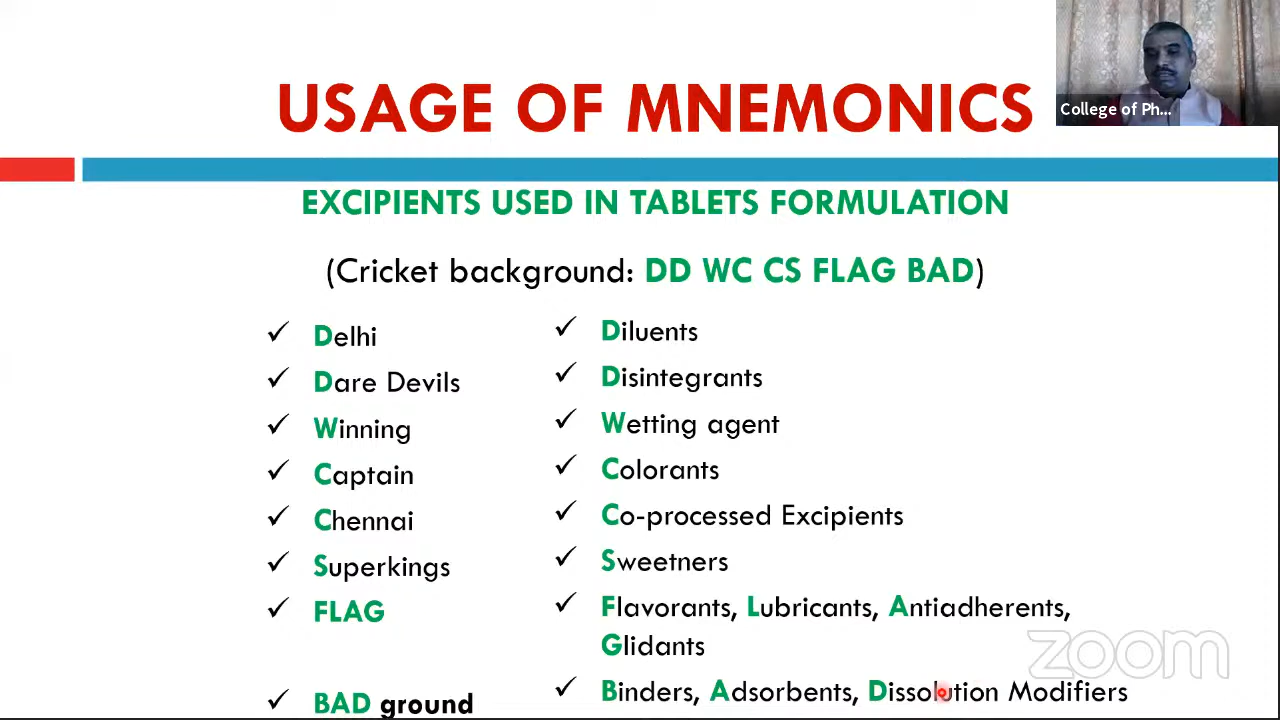 USAGE OF MNEMONICS
College of Ph...
EXCIPIENTS USED IN TABLETS FORMULATION
(Cricket background: DD WC CS FLAG BAD)
Delhi
Dare Devils
Winning
Captain
Chennai
Superkings
FLAG
BAD ground
Diluents
Disintegrants
Wetting agent
Colorants
Co-processed Excipients
Sweetners
Flavorants, Lubricants, Antiadherents,
Glidants
Binders, Adsorbents, Dissolution Modifiers
zoom